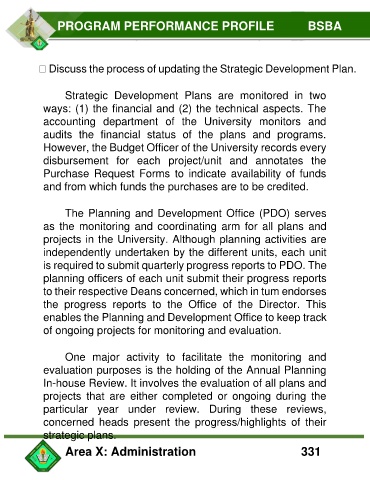 PROGRAM PERFORMANCE PROFILE BSBA
□ Discuss the process of updating the Strategic Development Plan.
Strategic Development Plans are monitored in two
ways: (1) the financial and (2) the technical aspects. The
accounting department of the University monitors and
audits the financial status of the plans and programs.
However, the Budget Officer of the University records every
disbursement for each project/unit and annotates the
Purchase Request Forms to indicate availability of funds
and from which funds the purchases are to be credited.
The Planning and Development Office (PDO) serves
as the monitoring and coordinating arm for all plans and
projects in the University. Although planning activities are
independently undertaken by the different units, each unit
is required to submit quarterly progress reports to PDO. The
planning officers of each unit submit their progress reports
to their respective Deans concerned, which in turn endorses
the progress reports to the Office of the Director. This
enables the Planning and Development Office to keep track
of ongoing projects for monitoring and evaluation.
One major activity to facilitate the monitoring and
evaluation purposes is the holding of the Annual Planning
In-house Review. It involves the evaluation of all plans and
projects that are either completed or ongoing during the
particular year under review. During these reviews,
concerned heads present the progress/highlights of their
strategic plans.
Area X: Administration 331